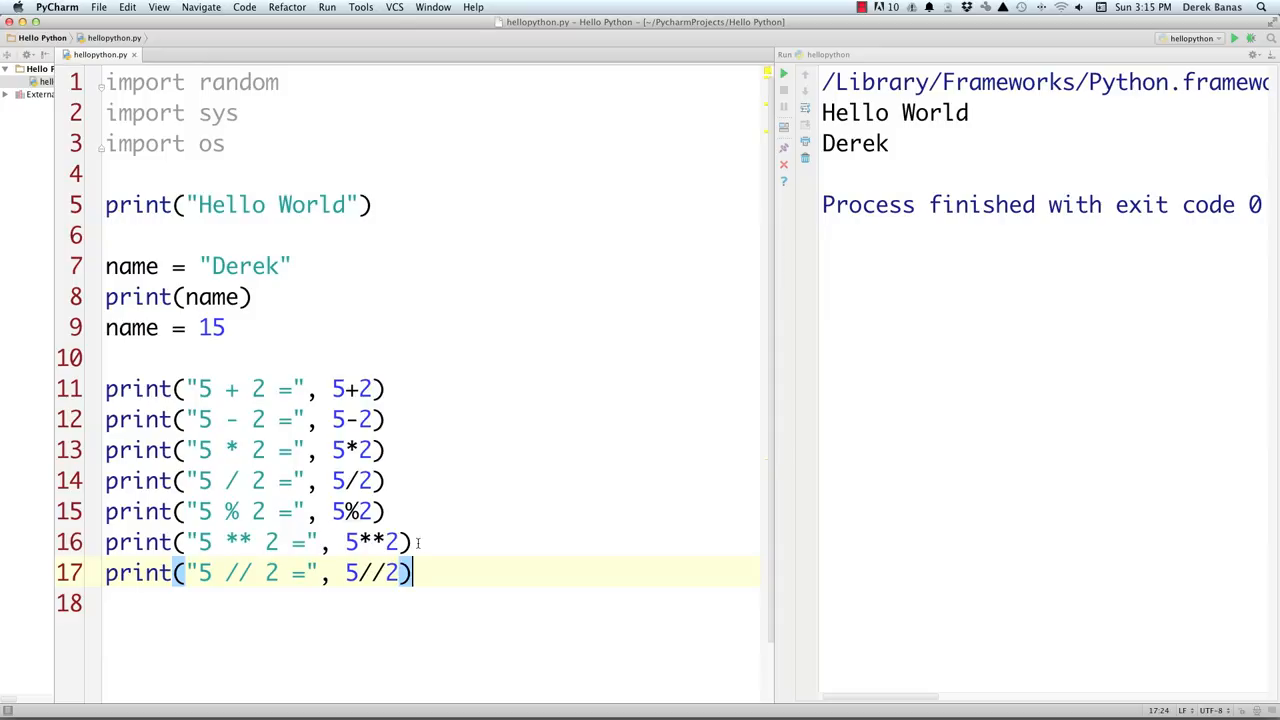 PyCharm File Edit View Navigate Code Refactor Run Tools VCS Window Help 10 Sun 3:15 PM Derek Banas
hellopython.py – Hello Python – [~/PycharmProjects/Hello Python]
Hello Python hellopython.py hellopython
hellopython.py
Run hellopython
Hello P
hello
Extern
1 import random
2 import sys
3 import os
4
5 print("Hello World")
6
7 name = "Derek"
8 print(name)
9 name = 15
10
11 print("5 + 2 =", 5+2)
12 print("5 - 2 =", 5-2)
13 print("5 * 2 =", 5*2)
14 print("5 / 2 =", 5/2)
15 print("5 % 2 =", 5%2)
16 print("5 ** 2 =", 5**2)
17 print("5 // 2 =", 5//2)
18
/Library/Frameworks/Python.framewo
Hello World
Derek
Process finished with exit code 0
17:24 LF UTF-8